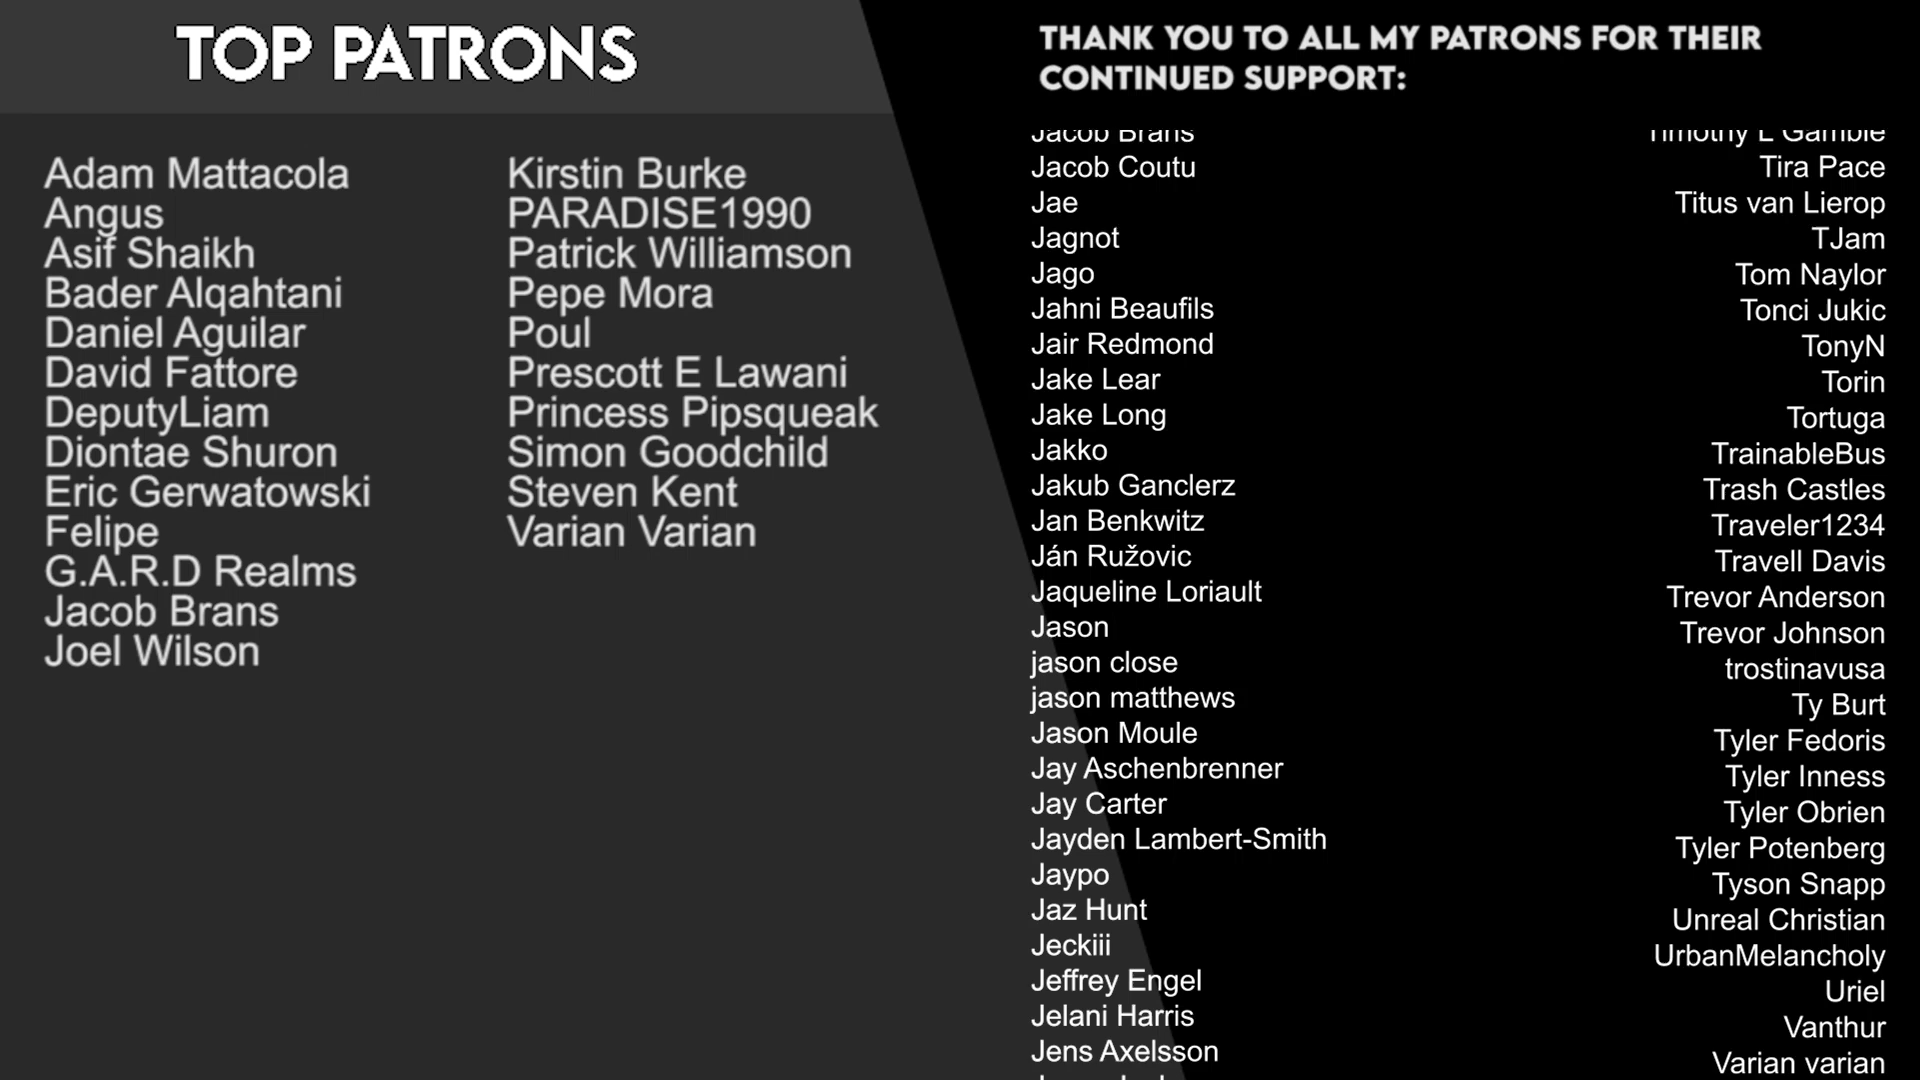 TOP PATRONS
Adam Mattacola
Angus
Asif Shaikh
Bader Alqahtani
Daniel Aguilar
David Fattore
DeputyLiam
Diontae Shuron
Eric Gerwatowski
Felipe
G.A.R.D Realms
Jacob Brans
Joel Wilson
Kirstin Burke
PARADISE1990
Patrick Williamson
Pepe Mora
Poul
Prescott E Lawani
Princess Pipsqueak
Simon Goodchild
Steven Kent
Varian Varian
THANK YOU TO ALL MY PATRONS FOR THEIR
CONTINUED SUPPORT:
Jacob Brans
Jacob Coutu
Jae
Jagnot
Jago
Jahni Beaufils
Jair Redmond
Jake Lear
Jake Long
Jakko
Jakub Ganclerz
Jan Benkwitz
Ján Ružovic
Jaqueline Loriault
Jason
jason close
jason matthews
Jason Moule
Jay Aschenbrenner
Jay Carter
Jayden Lambert-Smith
Jaypo
Jaz Hunt
Jeckiii
Jeffrey Engel
Jelani Harris
Jens Axelsson
Timothy L Gamble
Tira Pace
Titus van Lierop
TJam
Tom Naylor
Tonci Jukic
TonyN
Torin
Tortuga
TrainableBus
Trash Castles
Traveler1234
Travell Davis
Trevor Anderson
Trevor Johnson
trostinavusa
Ty Burt
Tyler Fedoris
Tyler Inness
Tyler Obrien
Tyler Potenberg
Tyson Snapp
Unreal Christian
UrbanMelancholy
Uriel
Vanthur
Varian varian